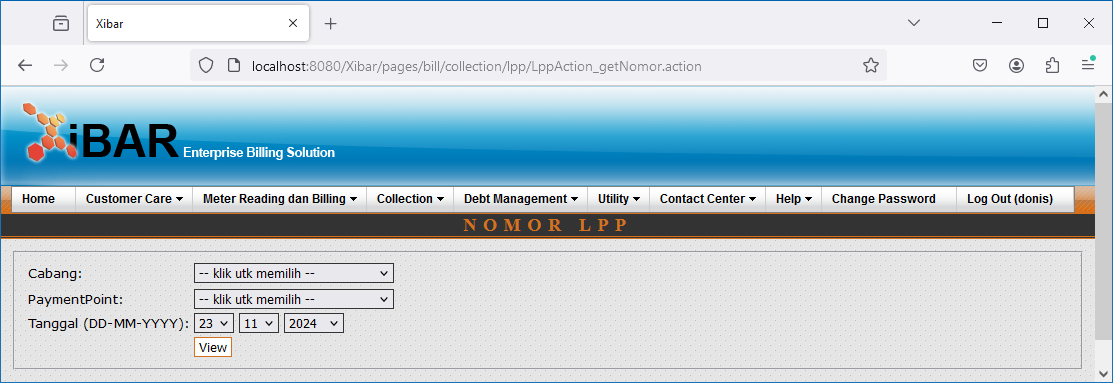 Xibar
localhost:8080/Xibar/pages/bill/collection/lpp/LppAction_getNomor.action
XiBAR Enterprise Billing Solution
Home Customer Care Meter Reading dan Billing Collection Debt Management Utility Contact Center Help Change Password Log Out (donis)
NOMOR LPP
Cabang: -- klik utk memilih --
PaymentPoint: -- klik utk memilih --
Tanggal (DD-MM-YYYY): 23 11 2024
View